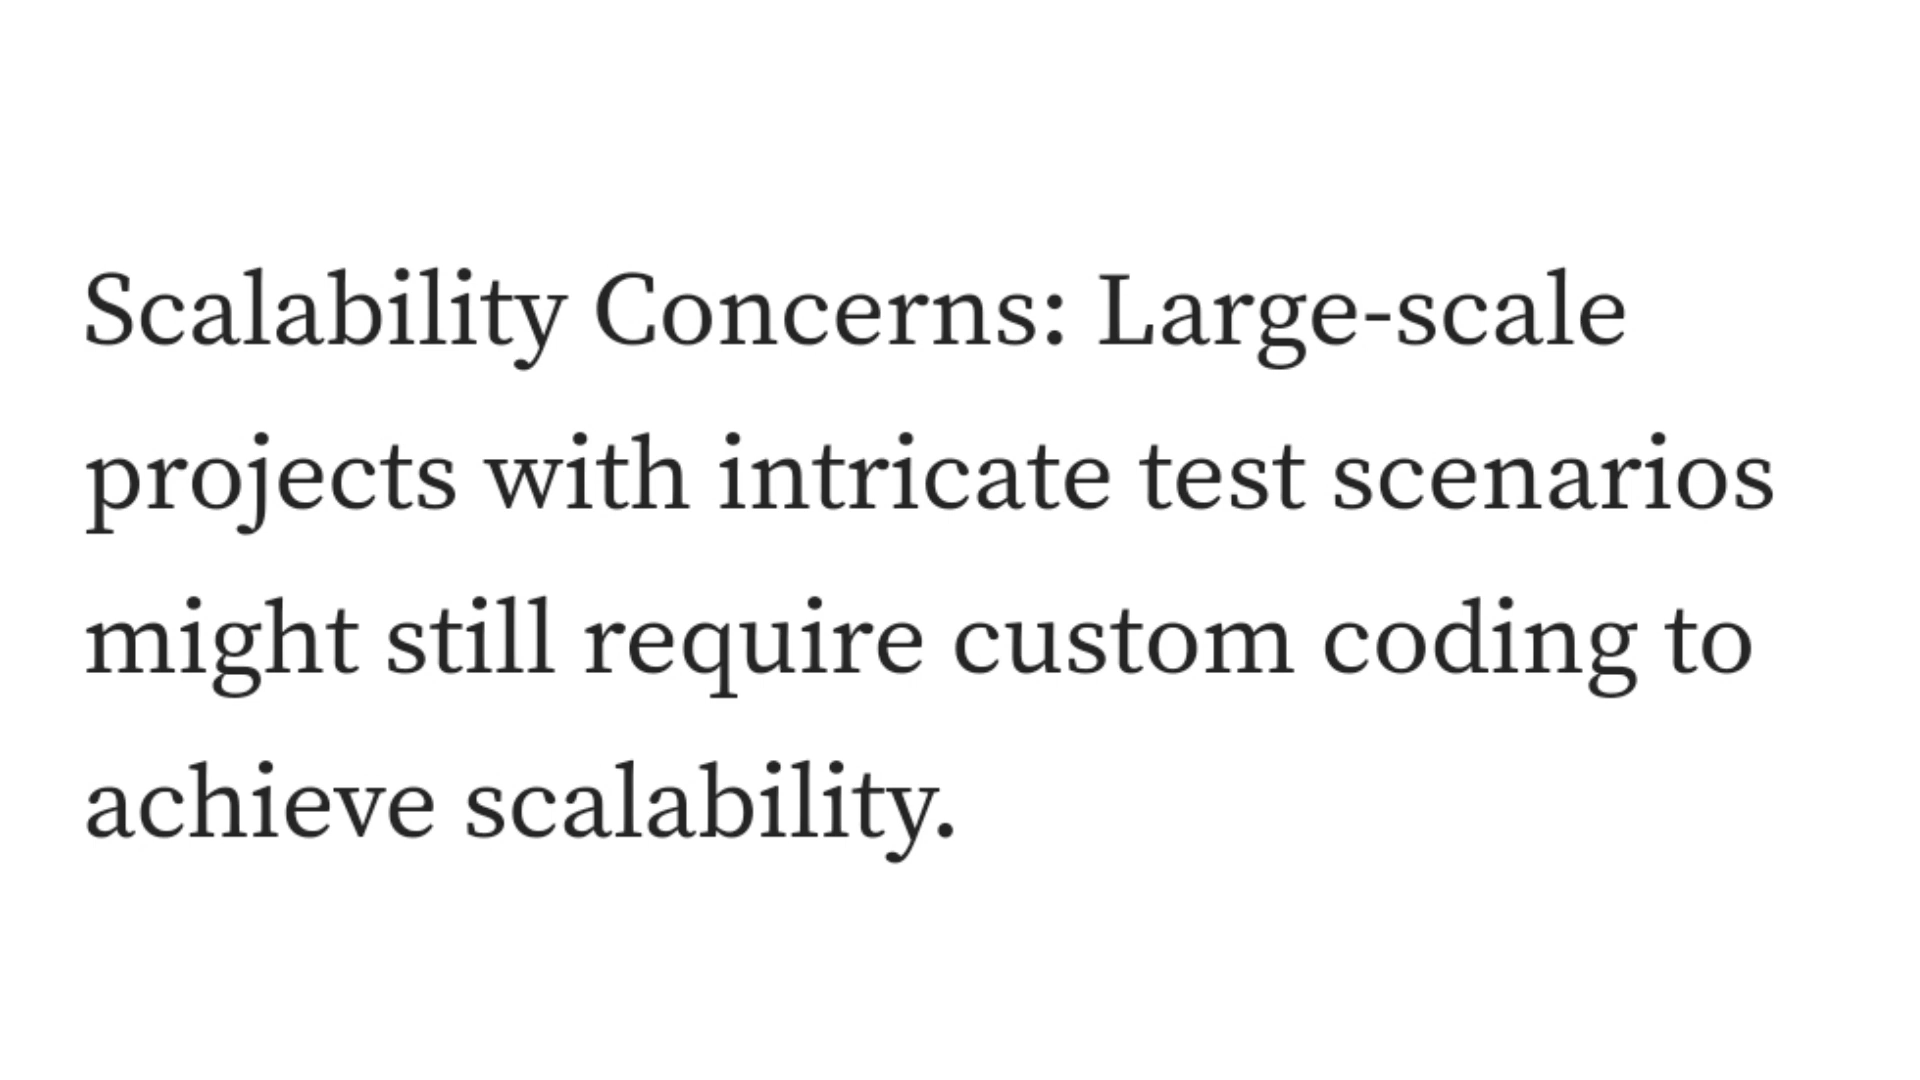 Scalability Concerns: Large-scale
projects with intricate test scenarios
might still require custom coding to
achieve scalability.